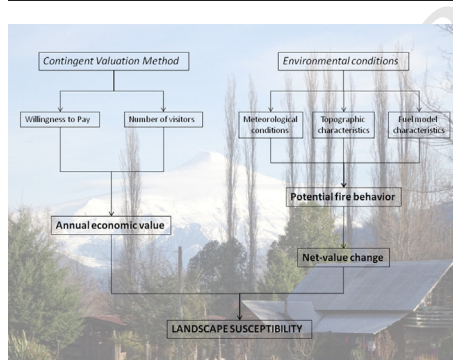 Contingent Valuation Method
Environmental conditions
Willingness to Pay
Number of visitors
Meteorological
conditions
Topographic
characteristics
Fuel model
characteristics
Potential fire behavior
Annual economic value
Net-value change
LANDSCAPE SUSCEPTIBILITY